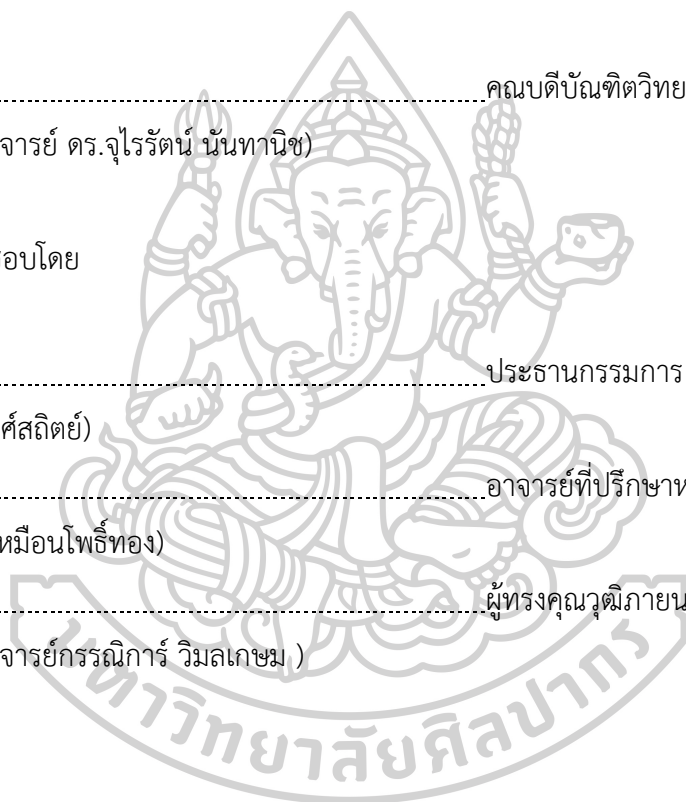 คณบดีบัณฑิตวิทย
จารย์ ดร.จุไรรัตน์ นันทานิช)
สอบโดย
ประธานกรรมการ
ศ์สถิตย์)
อาจารย์ที่ปรึกษาห
หมือนโพธิ์ทอง)
ผู้ทรงคุณวุฒิภายน
จารย์กรรณิการ์ วิมลเกษม )
มหาวิทยาลัยศิลปากร